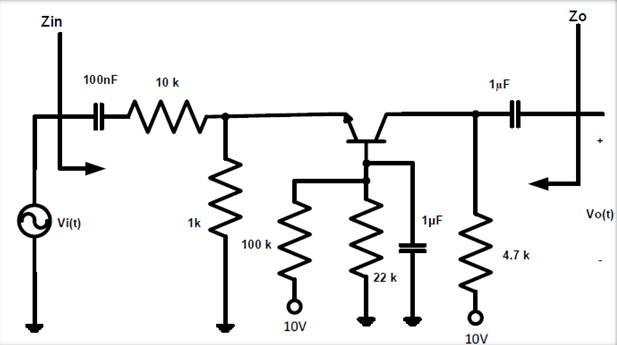 Zin
Zo
100nF
10 k
1µF
+
Vi(t)
1k
100 k
22 k
1µF
4.7 k
Vo(t)
-
10V
10V